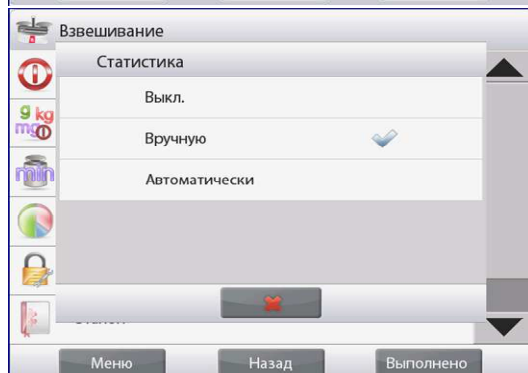 Взвешивание
Статистика
Выкл.
g kg
mg
Вручную
min
Автоматически
Меню
Назад
Выполнено